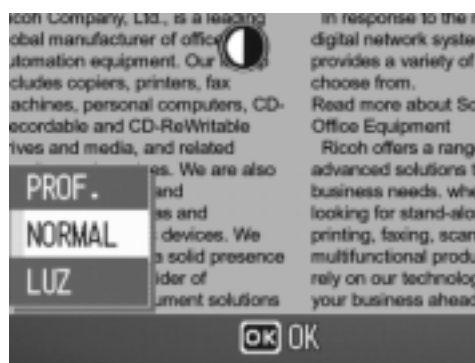 icon Company, Ltd., is a leading
obal manufacturer of office
utomation equipment. Our
cludes copiers, printers, fax
achines, personal computers, CD-
ecordable and CD-ReWritable
rives and media, and related
es. We are also
and
as and
devices. We
a solid presence
ider of
ument solutions
In response to the
digital network syste
provides a variety of
choose from.
Read more about Sc
Office Equipment
Ricoh offers a range
advanced solutions t
business needs. whe
looking for stand-alo
printing, faxing, scan
multifunctional produ
rely on our technolog
your business ahead
PROF.
NORMAL
LUZ
OK OK